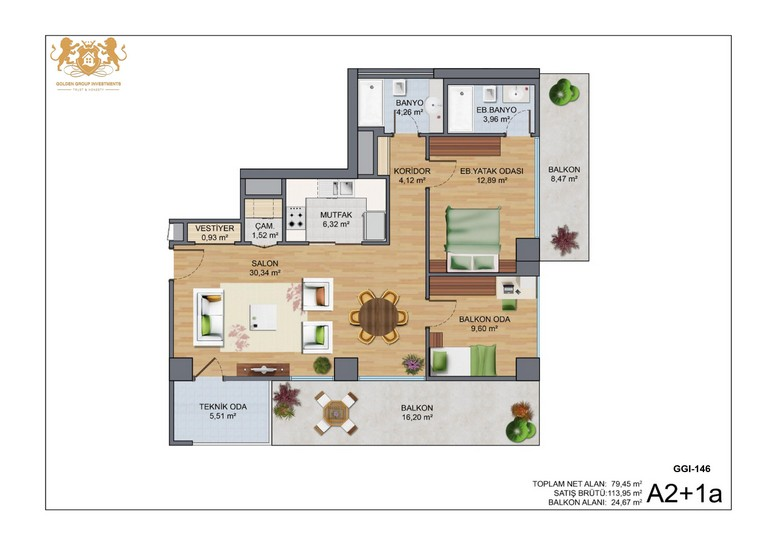 GOLDEN GROUP INVESTMENTS
BANYO
4,26 m²
EB.BANYO
3,96 m²
KORİDOR
4,12 m²
EB.YATAK ODASI
12,89 m²
BALKON
8,47 m²
MUTFAK
6,32 m²
VESTİYER
0,93 m²
ÇAM.
1,52 m²
SALON
30,34 m²
BALKON ODA
9,60 m²
TEKNİK ODA
5,51 m²
BALKON
16,20 m²
GGI-146
TOPLAM NET ALAN: 79,45 m²
SATIŞ BRÜTÜ:113,95 m²
BALKON ALANI: 24,67 m²
A2+1a